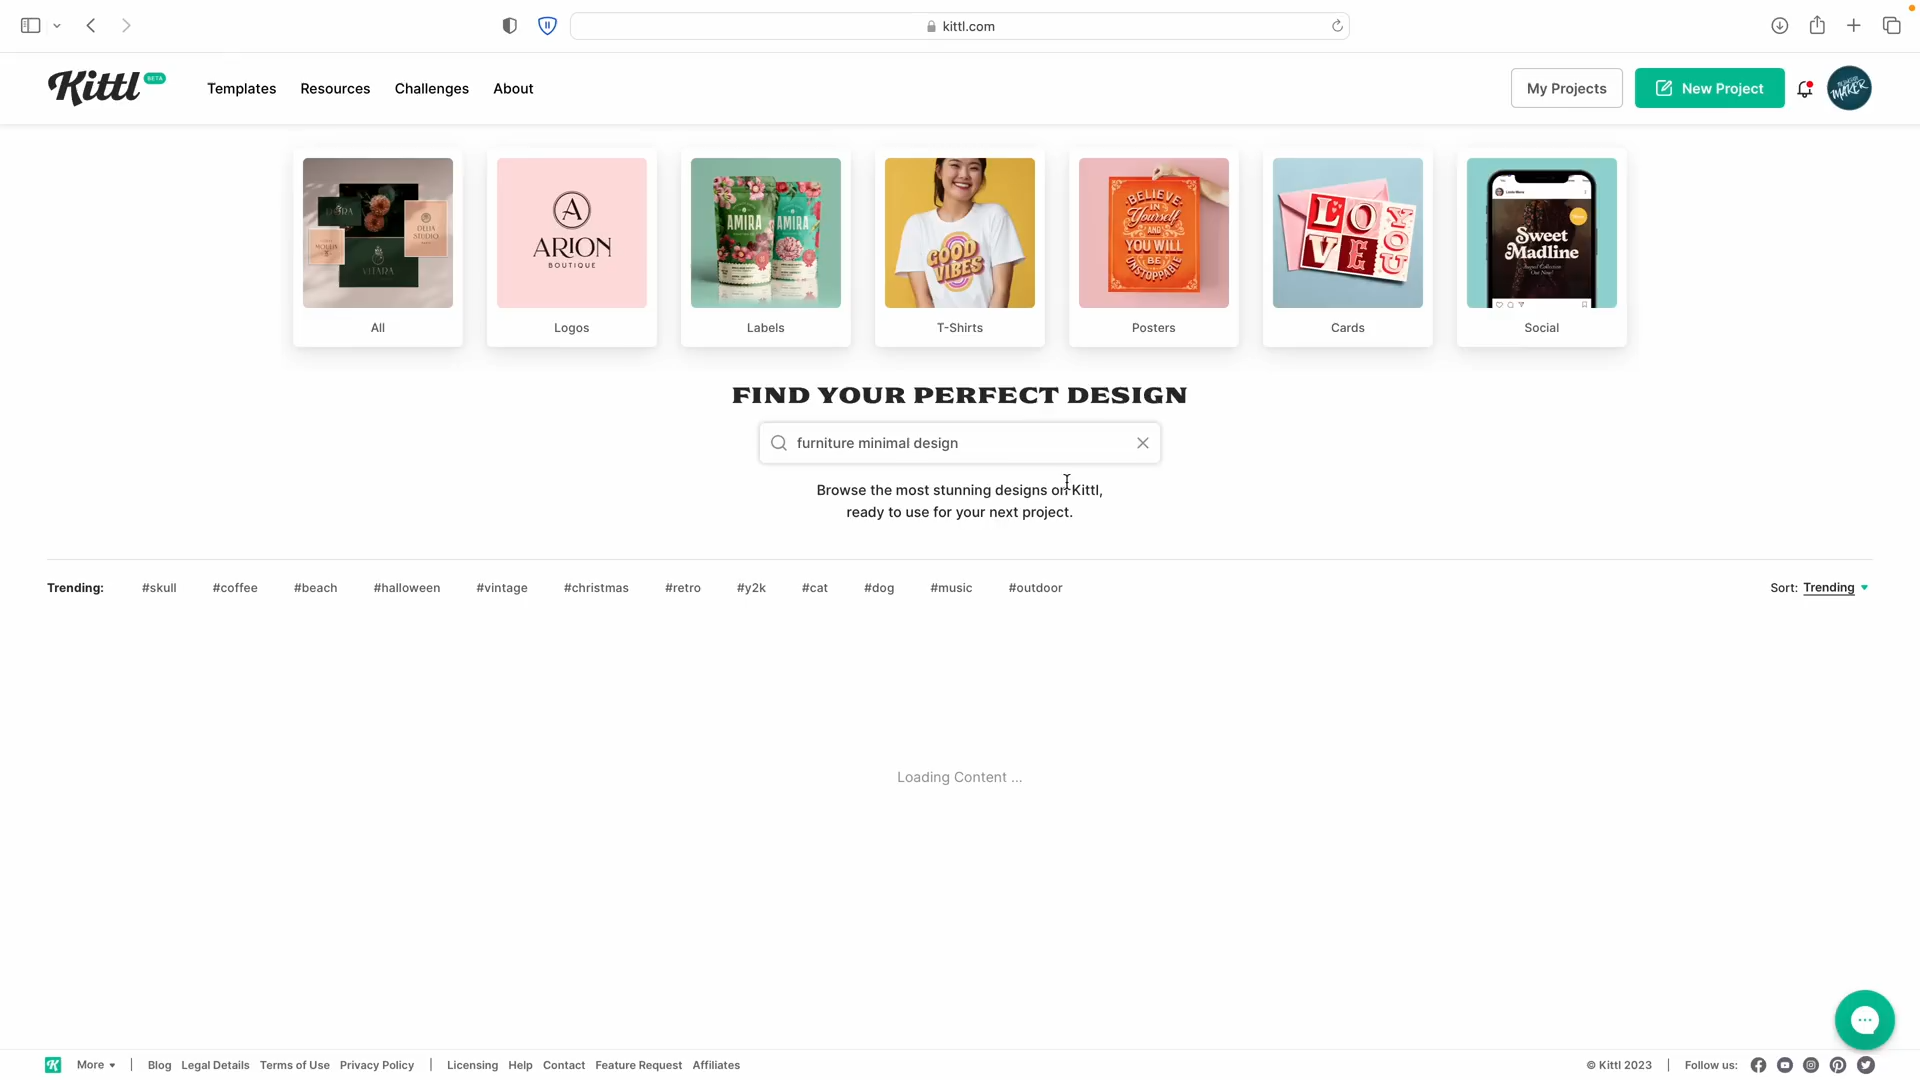 kittl.com
Kittl BETA
Templates Resources Challenges About
My Projects
New Project
MAKER
VITARA
DELIA STUDIO
A
ARION
BOUTIQUE
AMIRA AMIRA
GOOD VIBES
BELIEVE
IN
Yourself
AND
YOU WILL
BE
UNSTOPPABLE
LOVE YOU
Sweet
Madline
All Logos Labels T-Shirts Posters Cards Social
FIND YOUR PERFECT DESIGN
furniture minimal design
Browse the most stunning designs on Kittl,
ready to use for your next project.
Trending: #skull #coffee #beach #halloween #vintage #christmas #retro #y2k #cat #dog #music #outdoor Sort: Trending
Loading Content ...
More | Blog Legal Details Terms of Use Privacy Policy | Licensing Help Contact Feature Request Affiliates © Kittl 2023 | Follow us: